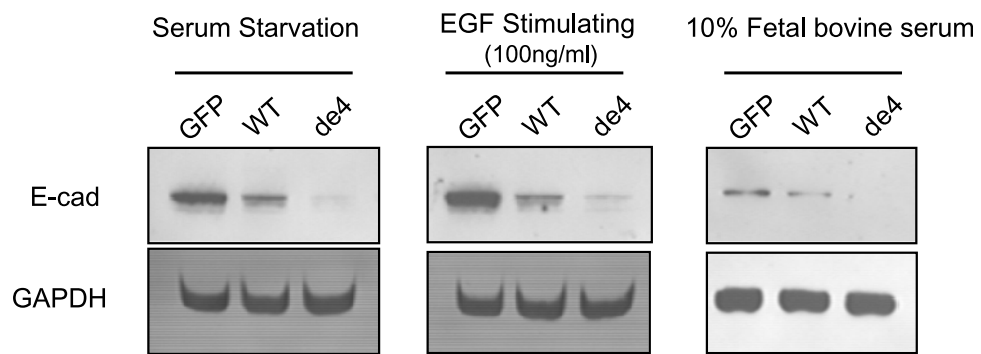 Serum Starvation
EGF Stimulating
(100ng/ml)
10% Fetal bovine serum
GFP WT de4
GFP WT de4
GFP WT de4
E-cad
GAPDH